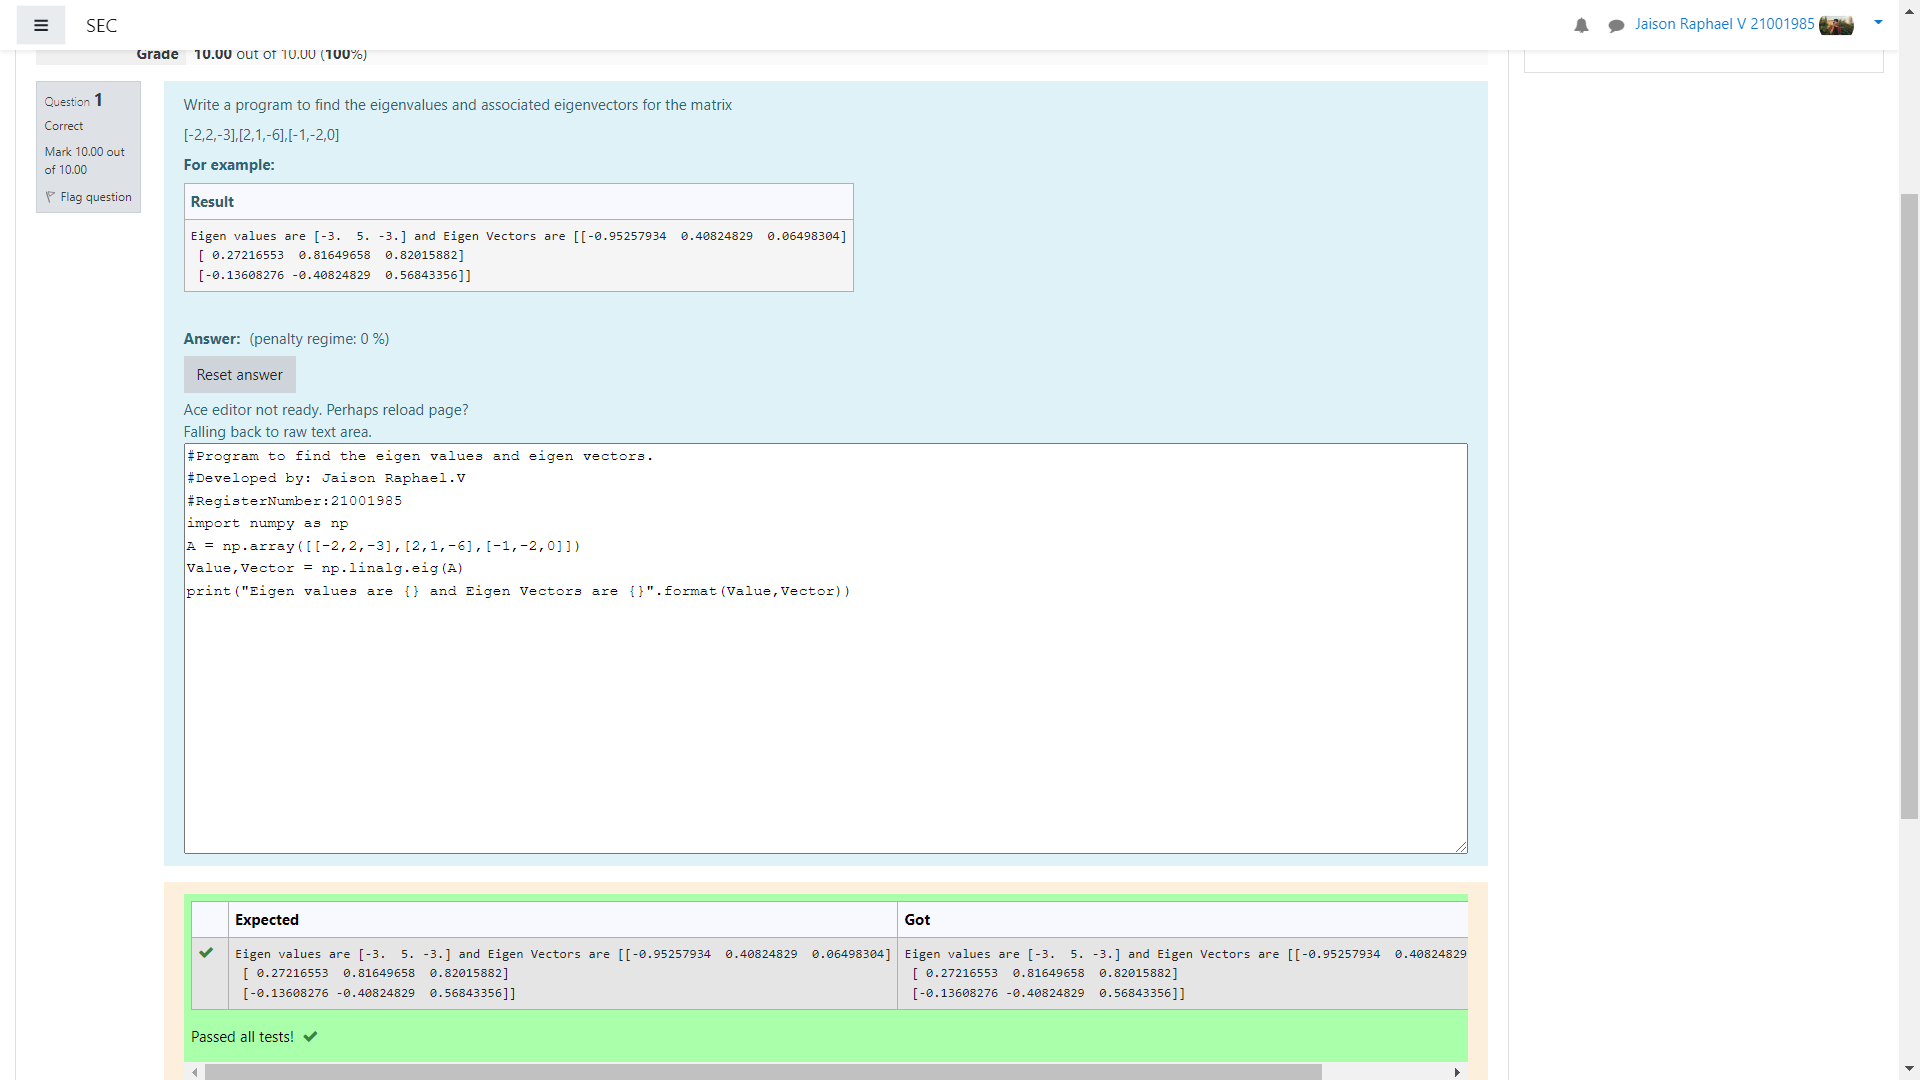 SEC
Jaison Raphael V 21001985
Grade 10.00 out of 10.00 (100%)
Question 1
Correct
Mark 10.00 out
of 10.00
Flag question
Write a program to find the eigenvalues and associated eigenvectors for the matrix
[-2,2,-3],[2,1,-6],[-1,-2,0]
For example:
Result
Eigen values are [-3.  5. -3.] and Eigen Vectors are [[-0.95257934  0.40824829  0.06498304]
[ 0.27216553  0.81649658  0.82015882]
[-0.13608276 -0.40824829  0.56843356]]
Answer: (penalty regime: 0 %)
Reset answer
Ace editor not ready. Perhaps reload page?
Falling back to raw text area.
#Program to find the eigen values and eigen vectors.
#Developed by: Jaison Raphael.V
#RegisterNumber:21001985
import numpy as np
A = np.array([[-2,2,-3],[2,1,-6],[-1,-2,0]])
Value,Vector = np.linalg.eig(A)
print("Eigen values are {} and Eigen Vectors are {}".format(Value,Vector))
Expected Got
Eigen values are [-3.  5. -3.] and Eigen Vectors are [[-0.95257934  0.40824829  0.06498304] Eigen values are [-3.  5. -3.] and Eigen Vectors are [[-0.95257934  0.40824829
[ 0.27216553  0.81649658  0.82015882] [ 0.27216553  0.81649658  0.82015882]
[-0.13608276 -0.40824829  0.56843356]] [-0.13608276 -0.40824829  0.56843356]]
Passed all tests!